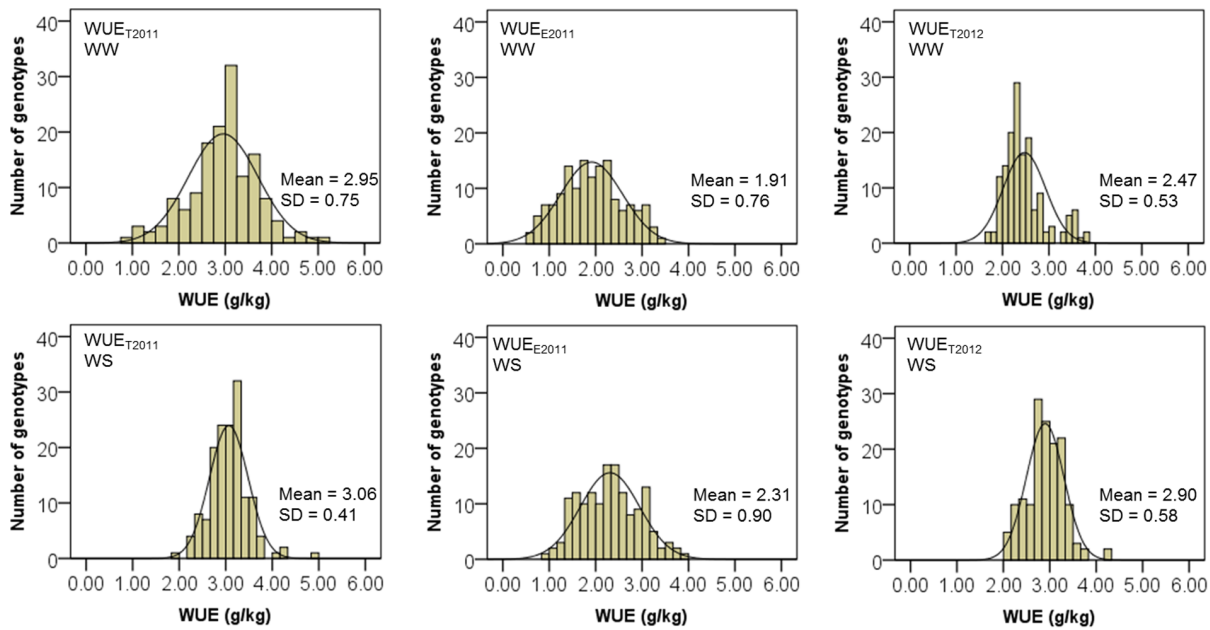 40
30
20
10
0
Number of genotypes
WUET2011
WW
Mean = 2.95
SD = 0.75
0.00 1.00 2.00 3.00 4.00 5.00 6.00
WUE (g/kg)
40
30
20
10
0
Number of genotypes
WUEE2011
WW
Mean = 1.91
SD = 0.76
0.00 1.00 2.00 3.00 4.00 5.00 6.00
WUE (g/kg)
40
30
20
10
0
Number of genotypes
WUET2012
WW
Mean = 2.47
SD = 0.53
0.00 1.00 2.00 3.00 4.00 5.00 6.00
WUE (g/kg)
40
30
20
10
0
Number of genotypes
WUET2011
WS
Mean = 3.06
SD = 0.41
0.00 1.00 2.00 3.00 4.00 5.00 6.00
WUE (g/kg)
40
30
20
10
0
Number of genotypes
WUEE2011
WS
Mean = 2.31
SD = 0.90
0.00 1.00 2.00 3.00 4.00 5.00 6.00
WUE (g/kg)
40
30
20
10
0
Number of genotypes
WUET2012
WS
Mean = 2.90
SD = 0.58
0.00 1.00 2.00 3.00 4.00 5.00 6.00
WUE (g/kg)